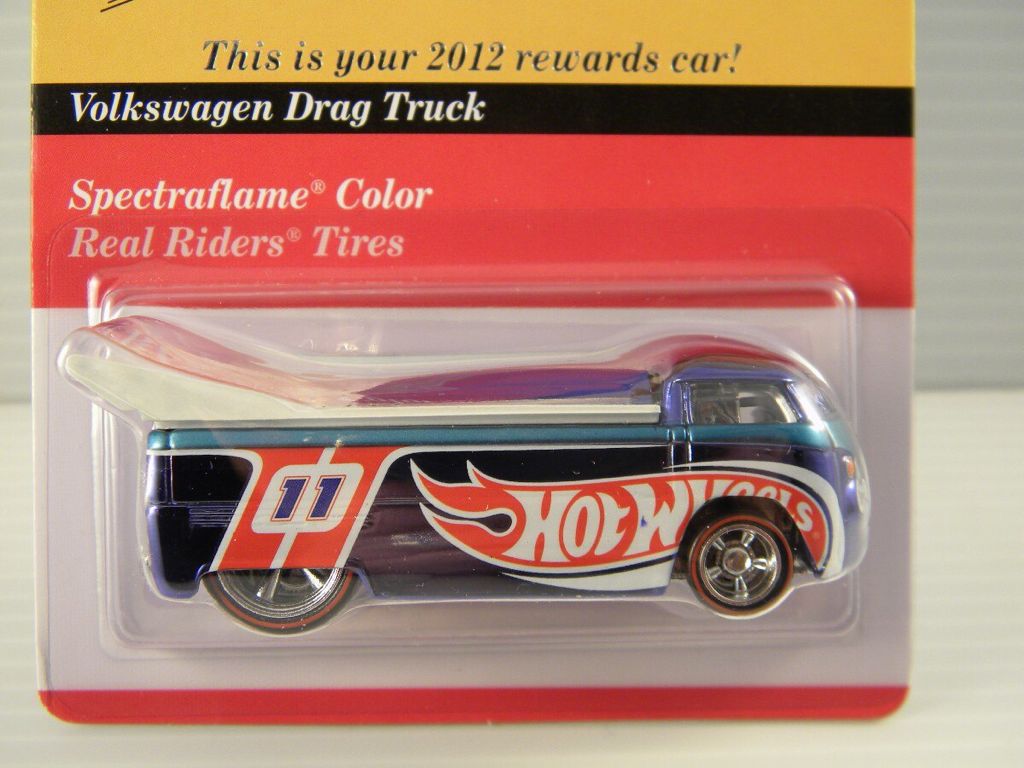 This is your 2012 rewards car!
Volkswagen Drag Truck
Spectraflame® Color
Real Riders® Tires
11
HOT WHEELS